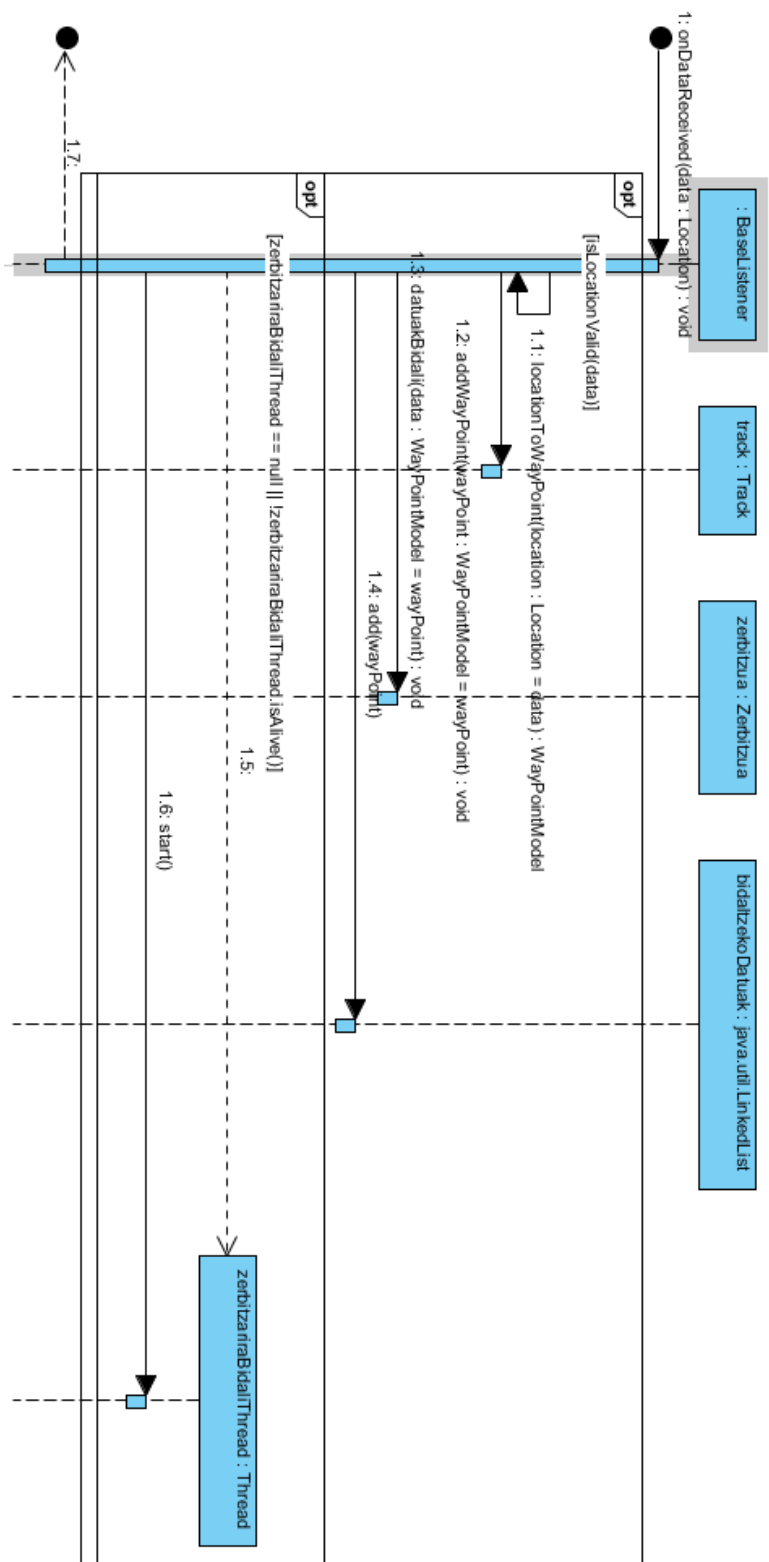 : BaseListener
track : Track
zerbitzua : Zerbitzua
bidaltzekoDatuak : java.util.LinkedList
1: onDataReceived(data : Location) : void
opt
[isLocationValid(data)]
1.1: locationToWayPoint(location : Location = data) : WayPointModel
1.2: addWayPoint(wayPoint : WayPointModel = wayPoint) : void
1.3: datuakBidali(data : WayPointModel = wayPoint) : void
1.4: add(wayPoint)
opt
[zerbitzariraBidaliThread == null || !zerbitzariraBidaliThread.isAlive()]
1.5:
zerbitzariraBidaliThread : Thread
1.6: start()
1.7: